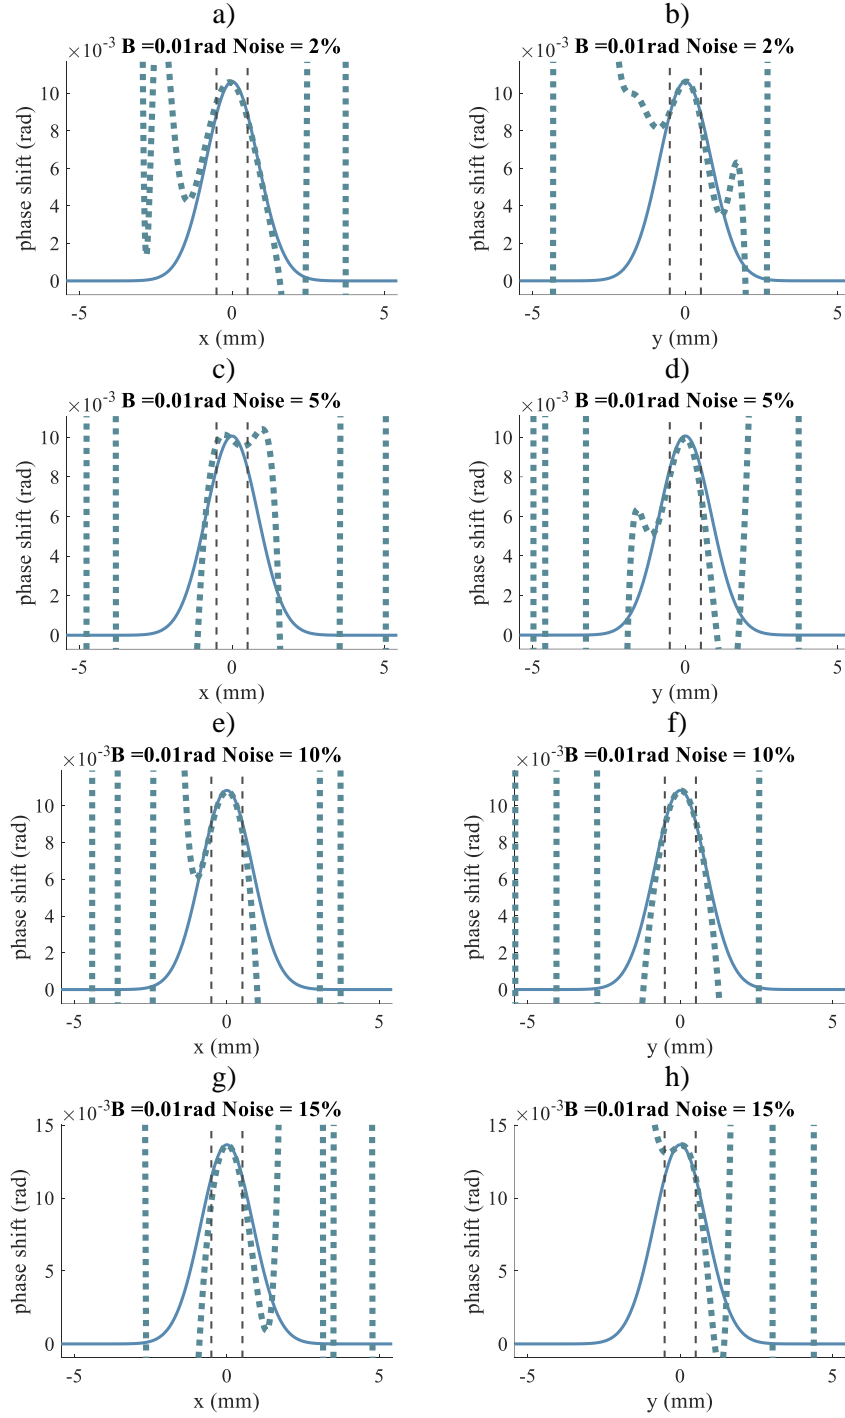 a)
×10⁻³ B =0.01rad Noise = 2%
10
8
6
4
2
0
phase shift (rad)
-5 0 5
x (mm)
b)
×10⁻³ B =0.01rad Noise = 2%
10
8
6
4
2
0
phase shift (rad)
-5 0 5
y (mm)
c)
×10⁻³ B =0.01rad Noise = 5%
10
8
6
4
2
0
phase shift (rad)
-5 0 5
x (mm)
d)
×10⁻³ B =0.01rad Noise = 5%
10
8
6
4
2
0
phase shift (rad)
-5 0 5
y (mm)
e)
×10⁻³B =0.01rad Noise = 10%
10
8
6
4
2
0
phase shift (rad)
-5 0 5
x (mm)
f)
×10⁻³B =0.01rad Noise = 10%
10
8
6
4
2
0
phase shift (rad)
-5 0 5
y (mm)
g)
×10⁻³B =0.01rad Noise = 15%
15
10
5
0
phase shift (rad)
-5 0 5
x (mm)
h)
×10⁻³B =0.01rad Noise = 15%
15
10
5
0
phase shift (rad)
-5 0 5
y (mm)